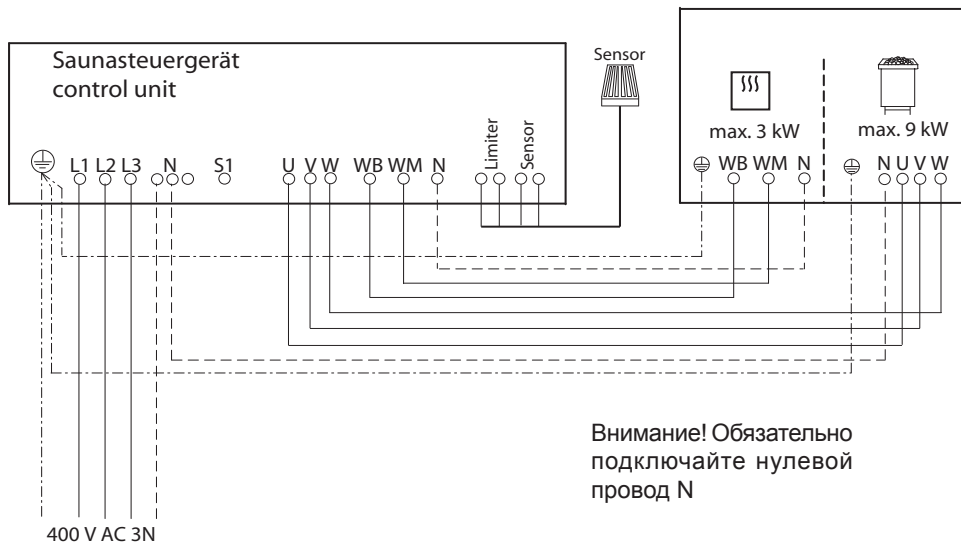 Saunasteuergerät
control unit
L1 L2 L3 N S1 U V W WB WM N Limiter Sensor
Sensor
max. 3 kW
WB WM N
max. 9 kW
N U V W
Внимание! Обязательно
подключайте нулевой
провод N
400 V AC 3N